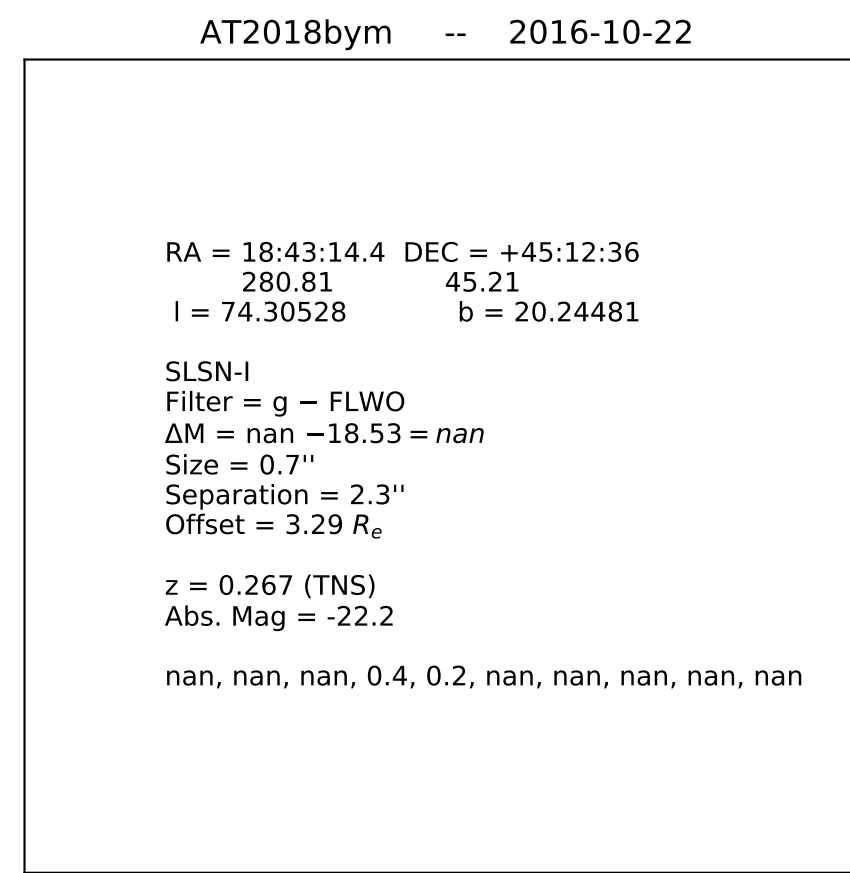 AT2018bym -- 2016-10-22
RA = 18:43:14.4 DEC = +45:12:36
280.81 45.21
l = 74.30528 b = 20.24481
SLSN-I
Filter = g − FLWO
ΔM = nan −18.53 = nan
Size = 0.7''
Separation = 2.3''
Offset = 3.29 Rₑ
z = 0.267 (TNS)
Abs. Mag = -22.2
nan, nan, nan, 0.4, 0.2, nan, nan, nan, nan, nan